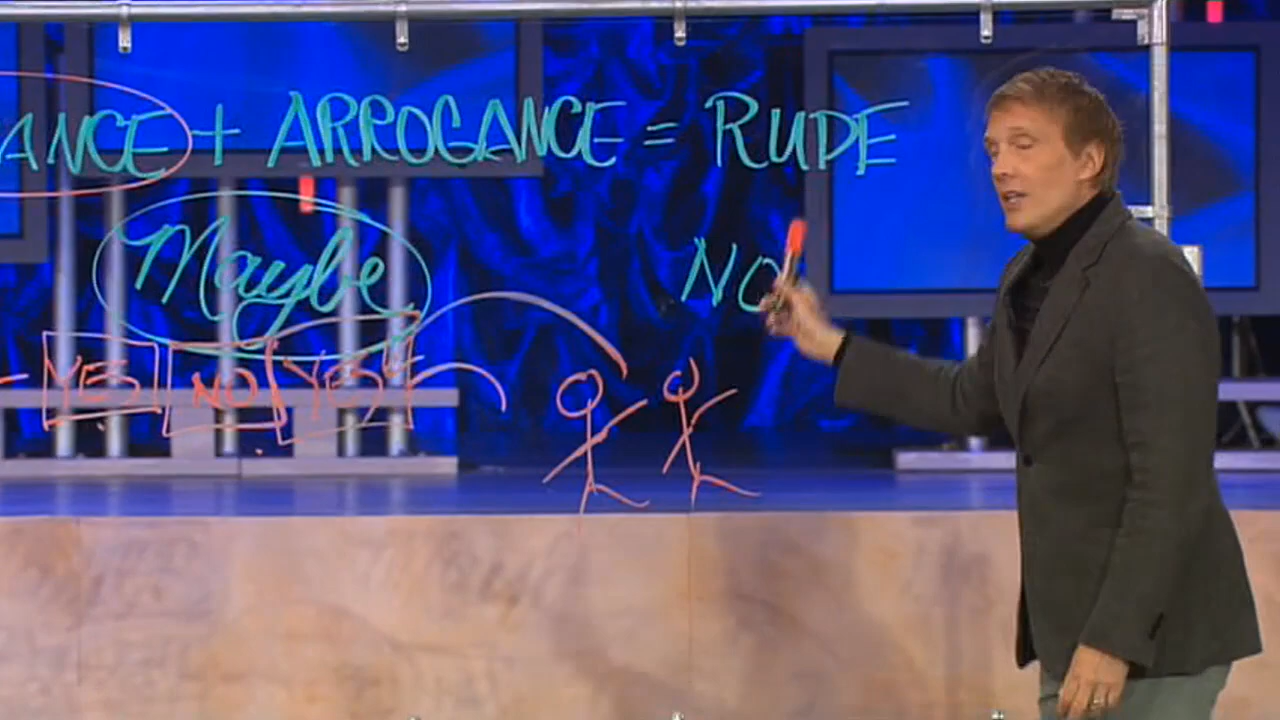 ANCE + ARROGANCE = RUDE
Maybe NO
- YES NO YES